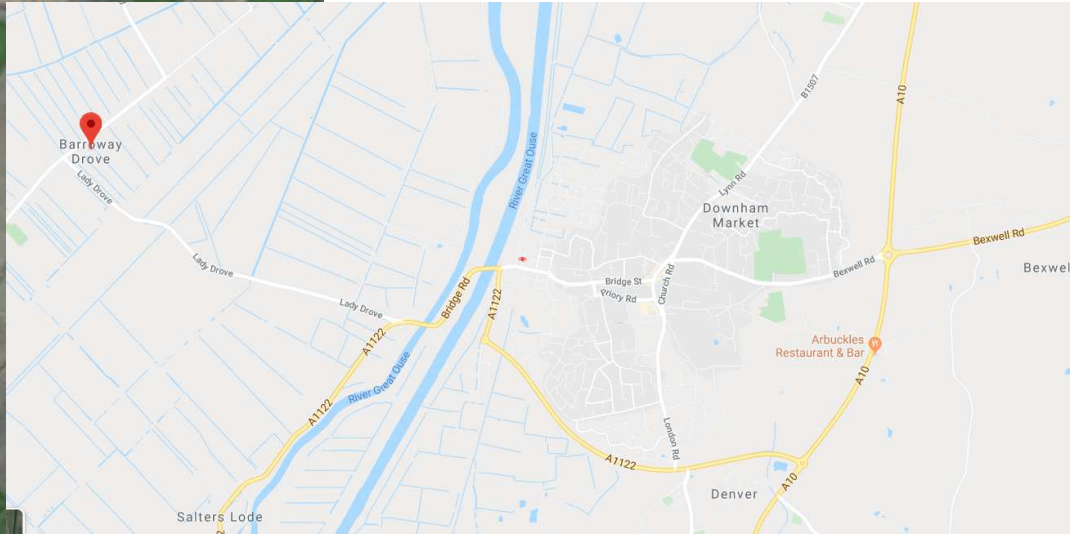 B1507
A10
Barroway
Drove
River Great Ouse
Lady Drove
Lynn Rd
Downham
Market
Bexwell Rd
Lady Drove
Bexwell Rd
Church Rd
Bridge St
Bridge Rd
Priory Rd
Lady Drove
A1122
A1122
Arbuckles
Restaurant & Bar
River Great Ouse
A10
A1122
London
Rd
A1122
A10
Denver
Salters Lode